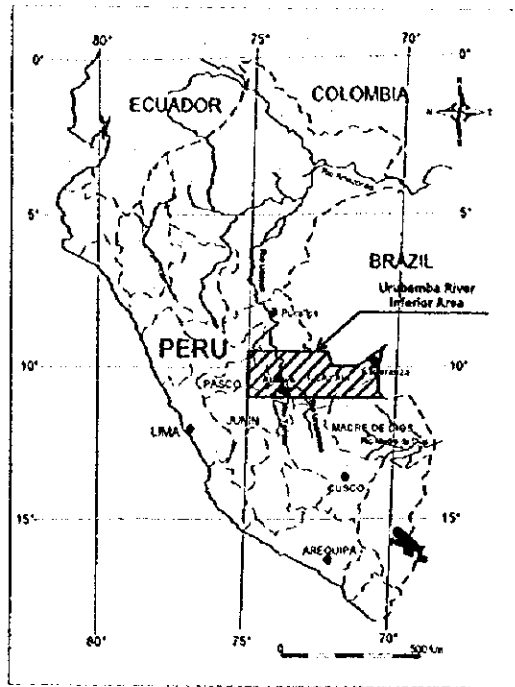 80° 75° 70°
0° 0°
ECUADOR COLOMBIA
N
E
5° 5°
BRAZIL
Urubamba River
Inferior Area
PERU
10° 10°
PASCO
JUNIN
LIMA
MADRE DE DIOS
CUSCO
15° 15°
AREQUIPA
80° 75° 70°
0 500 km